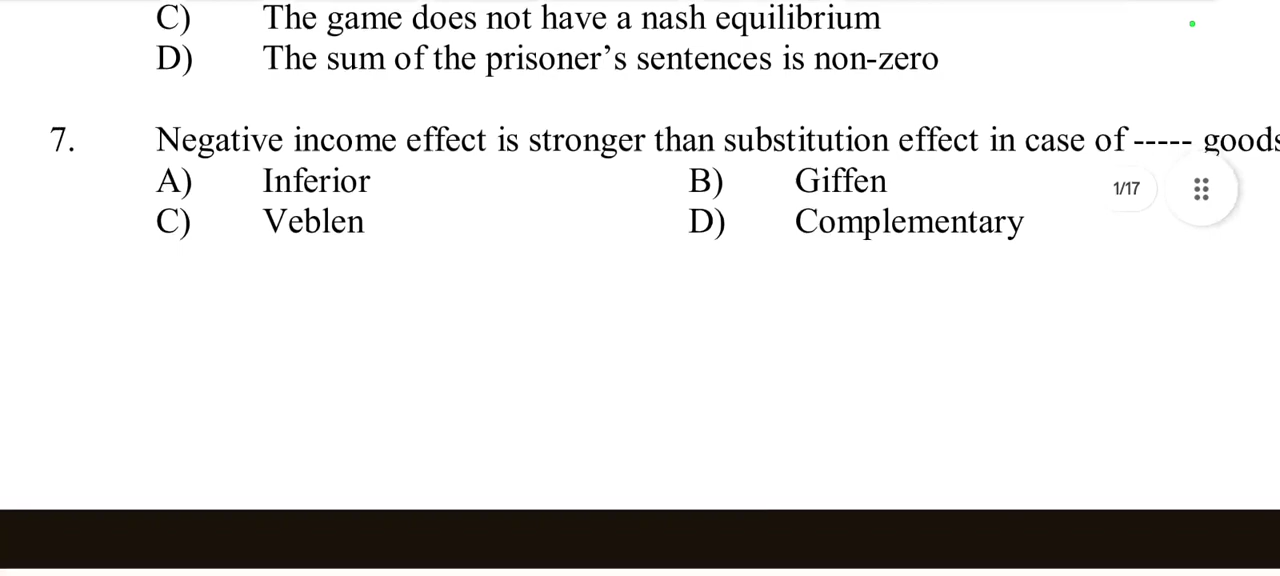 C) The game does not have a nash equilibrium
D) The sum of the prisoner's sentences is non-zero
7. Negative income effect is stronger than substitution effect in case of ----- goods
A) Inferior B) Giffen
1/17
C) Veblen D) Complementary